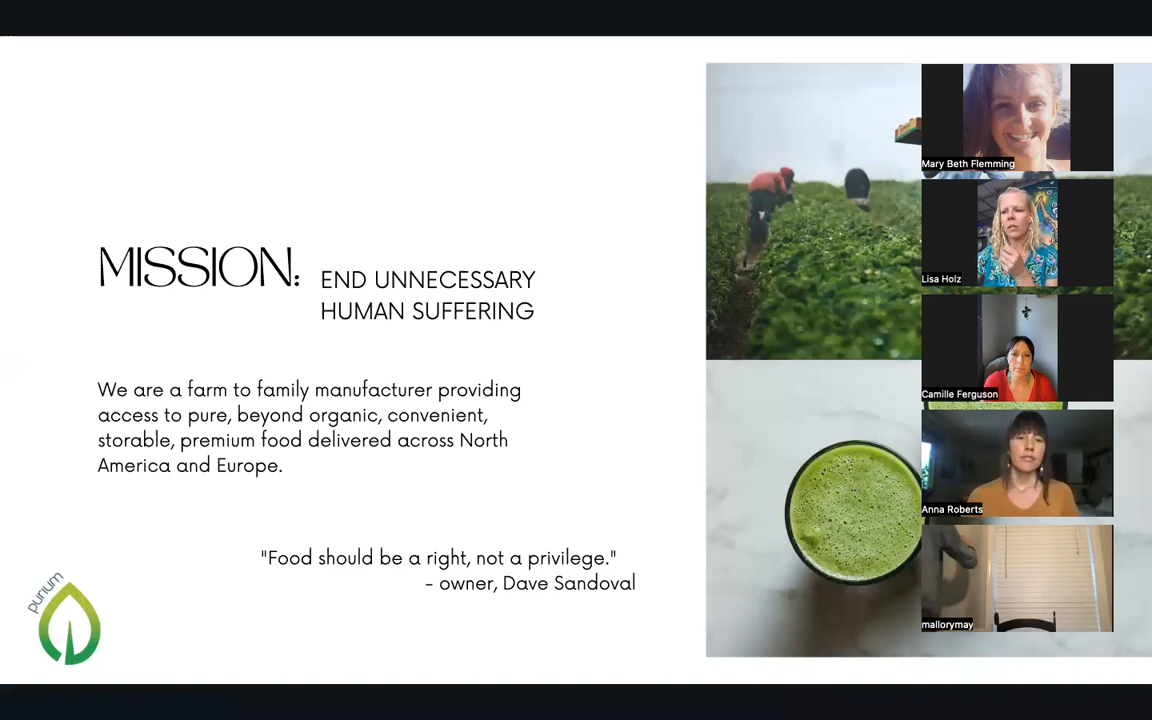 MISSION:
END UNNECESSARY
HUMAN SUFFERING
We are a farm to family manufacturer providing
access to pure, beyond organic, convenient,
storable, premium food delivered across North
America and Europe.
"Food should be a right, not a privilege."
- owner, Dave Sandoval
purium
Mary Beth Flemming
Lisa Holz
Camille Ferguson
Anna Roberts
mallorymay